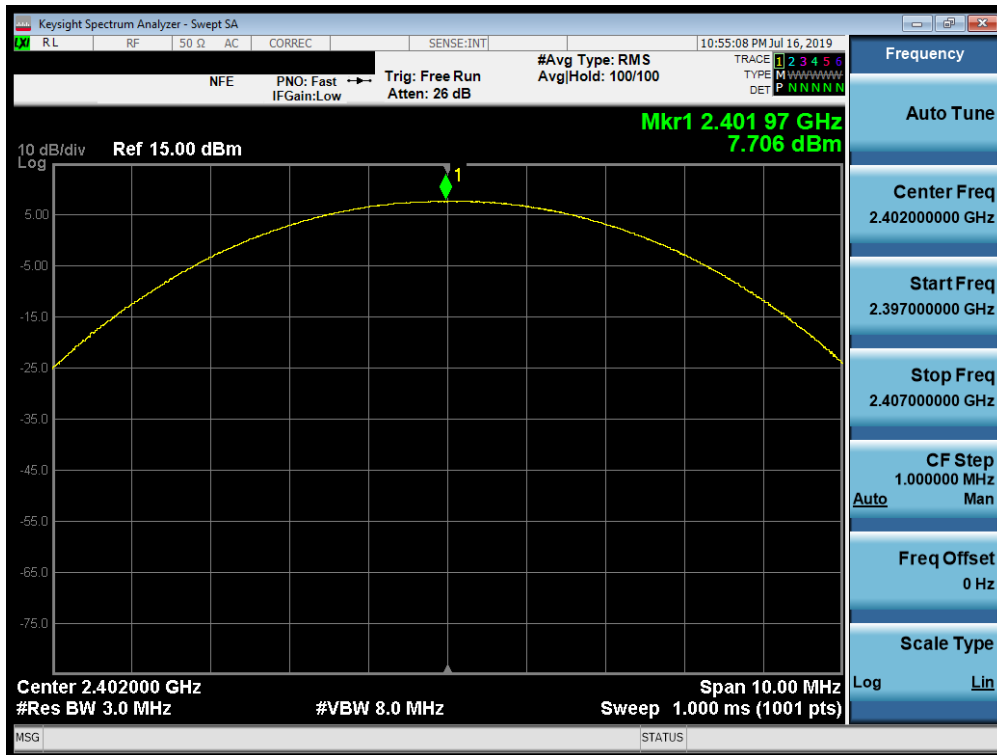 Keysight Spectrum Analyzer - Swept SA
LXI RL RF 50 Ω AC CORREC SENSE:INT 10:55:08 PM Jul 16, 2019
Frequency
NFE PNO: Fast IFGain:Low Trig: Free Run Atten: 26 dB #Avg Type: RMS Avg|Hold: 100/100
TRACE 1 2 3 4 5 6
TYPE M WWWWW
DET P N N N N N
Mkr1 2.401 97 GHz
7.706 dBm
10 dB/div Ref 15.00 dBm
Log
1
5.00
-5.00
-15.0
-25.0
-35.0
-45.0
-55.0
-65.0
-75.0
Center 2.402000 GHz Span 10.00 MHz
#Res BW 3.0 MHz #VBW 8.0 MHz Sweep 1.000 ms (1001 pts)
MSG STATUS
Auto Tune
Center Freq
2.402000000 GHz
Start Freq
2.397000000 GHz
Stop Freq
2.407000000 GHz
CF Step
1.000000 MHz
Auto Man
Freq Offset
0 Hz
Scale Type
Log Lin